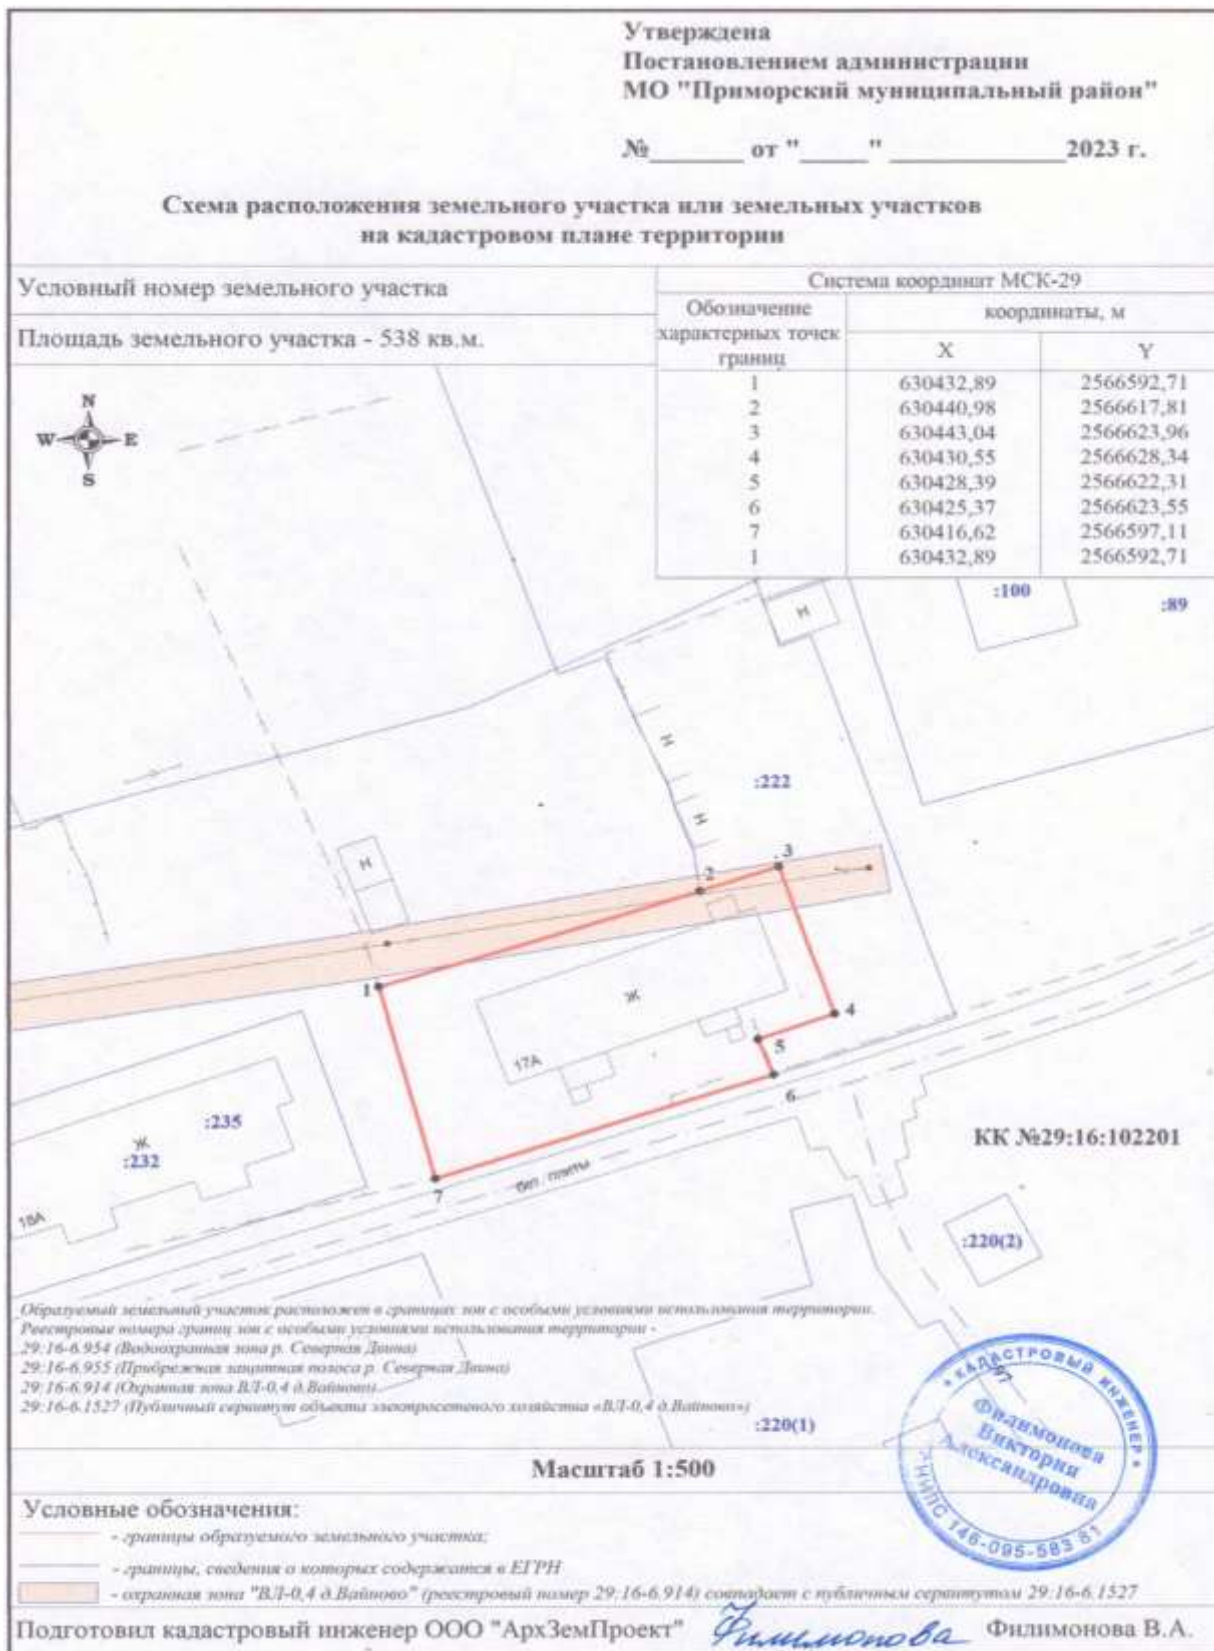 Утверждена
Постановлением администрации
МО "Приморский муниципальный район"
№_______ от "_____" _____________2023 г.
Схема расположения земельного участка или земельных участков
на кадастровом плане территории
Условный номер земельного участка
Площадь земельного участка - 538 кв.м.
Система координат МСК-29
Обозначение характерных точек границ
координаты, м
X Y
1 630432,89 2566592,71
2 630440,98 2566617,81
3 630443,04 2566623,96
4 630430,55 2566628,34
5 630428,39 2566622,31
6 630425,37 2566623,55
7 630416,62 2566597,11
1 630432,89 2566592,71
N
W E
S
:100
:89
Н
Н
:222
Н
Н
3
2
1
Ж
4
17А
5
6
:235
Ж
:232
КК №29:16:102201
7
бет. плиты
18А
:220(2)
Образуемый земельный участок расположен в границах зон с особыми условиями использования территории.
Реестровые номера границ зон с особыми условиями использования территории -
29:16-6.954 (Водоохранная зона р. Северная Двина)
29:16-6.955 (Прибрежная защитная полоса р. Северная Двина)
29:16-6.914 (Охранная зона ВЛ-0,4 д.Войново)
29:16-6.1527 (Публичный сервитут объекта электросетевого хозяйства «ВЛ-0,4 д.Войново»)
:220(1)
КАДАСТРОВЫЙ ИНЖЕНЕР
Филимонова
Виктория
Александровна
СНИЛС 146-095-583 81
Масштаб 1:500
Условные обозначения:
- границы образуемого земельного участка;
- границы, сведения о которых содержатся в ЕГРН
- охранная зона "ВЛ-0,4 д.Войново" (реестровый номер 29:16-6.914) совпадает с публичным сервитутом 29:16-6.1527
Подготовил кадастровый инженер ООО "АрхЗемПроект" Филимонова Филимонова В.А.